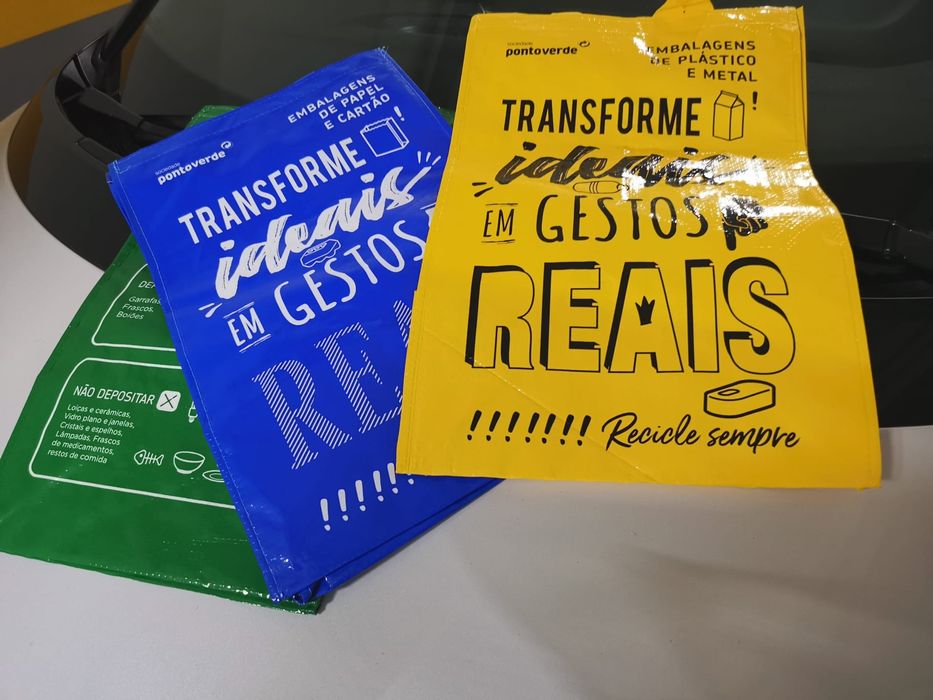 sociedade
pontoverde
EMBALAGENS
DE PLÁSTICO
E METAL
TRANSFORME
ideais
EM GESTOS
REAIS
!!!!!!! Recicle sempre
sociedade
pontoverde
EMBALAGENS
DE PAPEL
E CARTÃO
TRANSFORME
ideais
EM GESTOS
Frascos,
Boiões
NÃO DEPOSITAR
Loiças e cerâmicas,
Vidro plano e janelas,
Cristais e espelhos,
Lâmpadas, Frascos
de medicamentos,
restos de comida